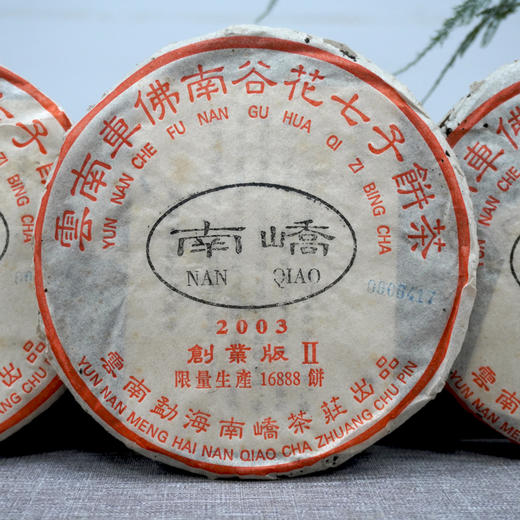 雲南車佛南谷花七子餅茶
YUN NAN CHE FU NAN GU HUA QI ZI BING CHA
南嶠
NAN QIAO
0006417
2003
創業版 II
限量生產 16888 餅
雲南勐海南嶠茶莊出品
YUN NAN MENG HAI NAN QIAO CHA ZHUANG CHU PIN